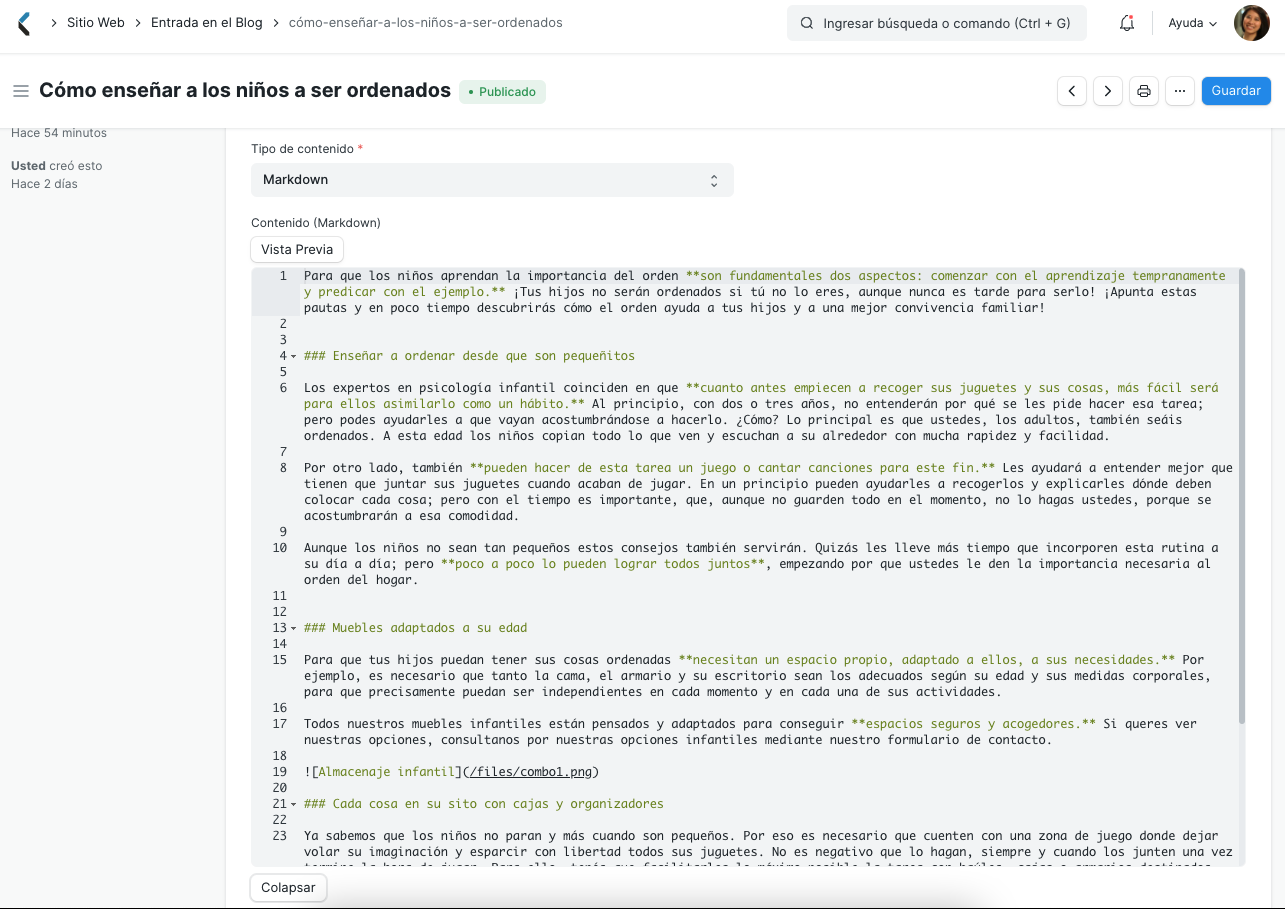 Sitio Web
Entrada en el Blog
cómo-enseñar-a-los-niños-a-ser-ordenados
Ingresar búsqueda o comando (Ctrl + G)
Ayuda
Cómo enseñar a los niños a ser ordenados
Publicado
Guardar
Hace 54 minutos
Usted creó esto
Hace 2 días
Tipo de contenido *
Markdown
Contenido (Markdown)
Vista Previa
1 Para que los niños aprendan la importancia del orden **son fundamentales dos aspectos: comenzar con el aprendizaje tempranamente
y predicar con el ejemplo.** ¡Tus hijos no serán ordenados si tú no lo eres, aunque nunca es tarde para serlo! ¡Apunta estas
pautas y en poco tiempo descubrirás cómo el orden ayuda a tus hijos y a una mejor convivencia familiar!
2
3
4 ### Enseñar a ordenar desde que son pequeñitos
5
6 Los expertos en psicología infantil coinciden en que **cuanto antes empiecen a recoger sus juguetes y sus cosas, más fácil será
para ellos asimilarlo como un hábito.** Al principio, con dos o tres años, no entenderán por qué se les pide hacer esa tarea;
pero podes ayudarles a que vayan acostumbrándose a hacerlo. ¿Cómo? Lo principal es que ustedes, los adultos, también seáis
ordenados. A esta edad los niños copian todo lo que ven y escuchan a su alrededor con mucha rapidez y facilidad.
7
8 Por otro lado, también **pueden hacer de esta tarea un juego o cantar canciones para este fin.** Les ayudará a entender mejor que
tienen que juntar sus juguetes cuando acaban de jugar. En un principio pueden ayudarles a recogerlos y explicarles dónde deben
colocar cada cosa; pero con el tiempo es importante, que, aunque no guarden todo en el momento, no lo hagas ustedes, porque se
acostumbrarán a esa comodidad.
9
10 Aunque los niños no sean tan pequeños estos consejos también servirán. Quizás les lleve más tiempo que incorporen esta rutina a
su día a día; pero **poco a poco lo pueden lograr todos juntos**, empezando por que ustedes le den la importancia necesaria al
orden del hogar.
11
12
13 ### Muebles adaptados a su edad
14
15 Para que tus hijos puedan tener sus cosas ordenadas **necesitan un espacio propio, adaptado a ellos, a sus necesidades.** Por
ejemplo, es necesario que tanto la cama, el armario y su escritorio sean los adecuados según su edad y sus medidas corporales,
para que precisamente puedan ser independientes en cada momento y en cada una de sus actividades.
16
17 Todos nuestros muebles infantiles están pensados y adaptados para conseguir **espacios seguros y acogedores.** Si queres ver
nuestras opciones, consultanos por nuestras opciones infantiles mediante nuestro formulario de contacto.
18
19 ![Almacenaje infantil](/files/combo1.png)
20
21 ### Cada cosa en su sito con cajas y organizadores
22
23 Ya sabemos que los niños no paran y más cuando son pequeños. Por eso es necesario que cuenten con una zona de juego donde dejar
volar su imaginación y esparcir con libertad todos sus juguetes. No es negativo que lo hagan, siempre y cuando los junten una vez
Colapsar